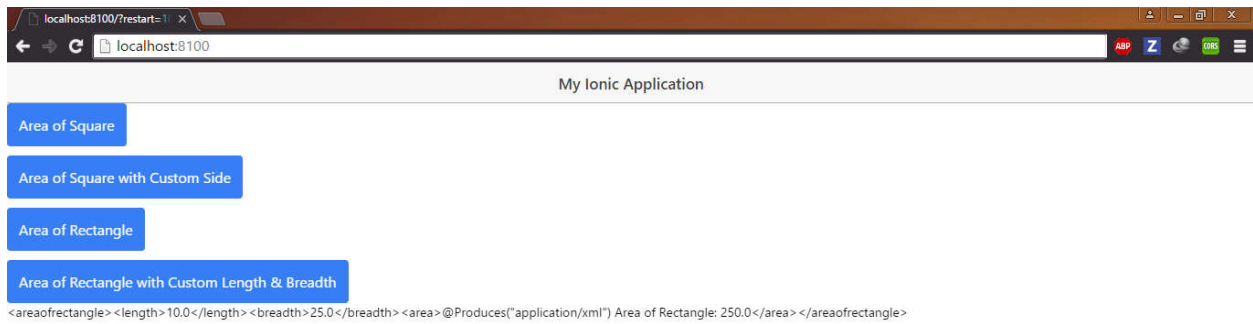 localhost:8100/?restart=1
localhost:8100
ABP
Z
CORS
My Ionic Application
Area of Square
Area of Square with Custom Side
Area of Rectangle
Area of Rectangle with Custom Length & Breadth
<areaofrectangle><length>10.0</length><breadth>25.0</breadth><area>@Produces("application/xml") Area of Rectangle: 250.0</area></areaofrectangle>